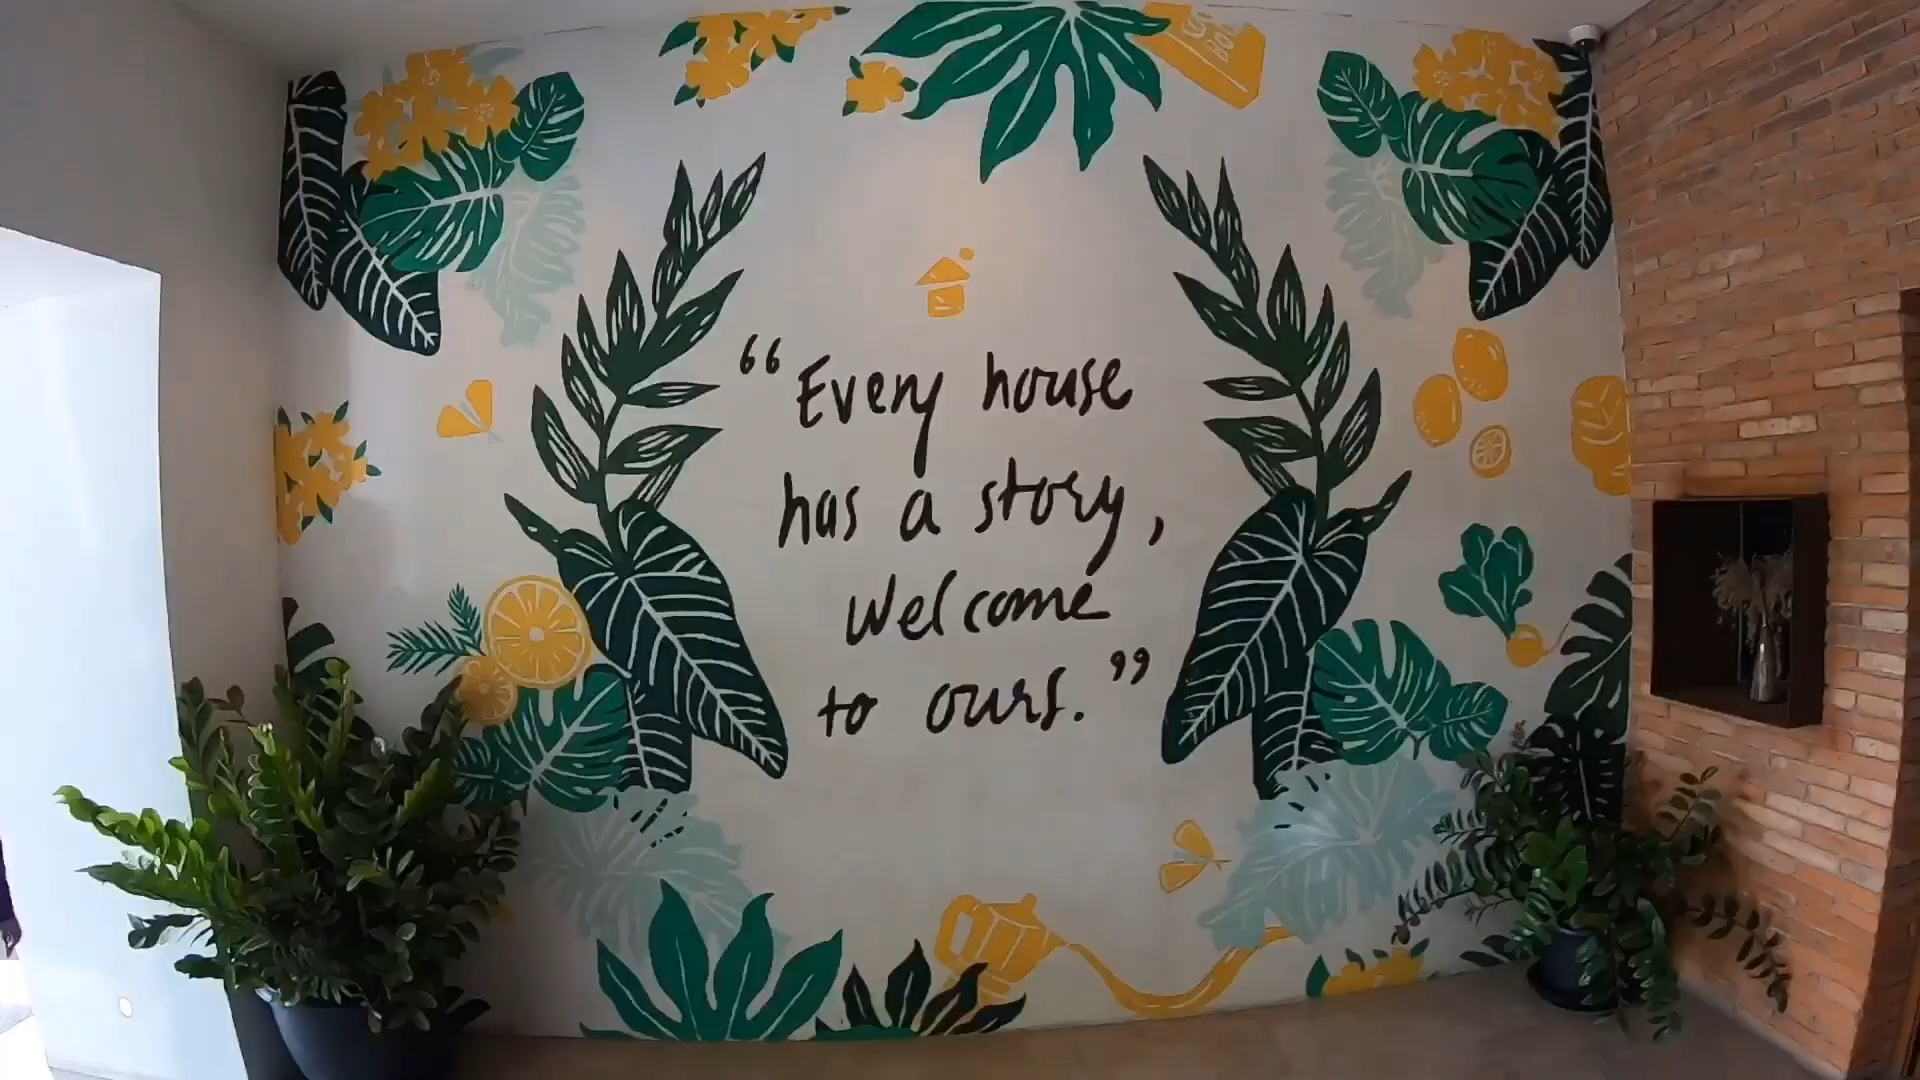 “Every house
has a story,
Welcome
to ours.”